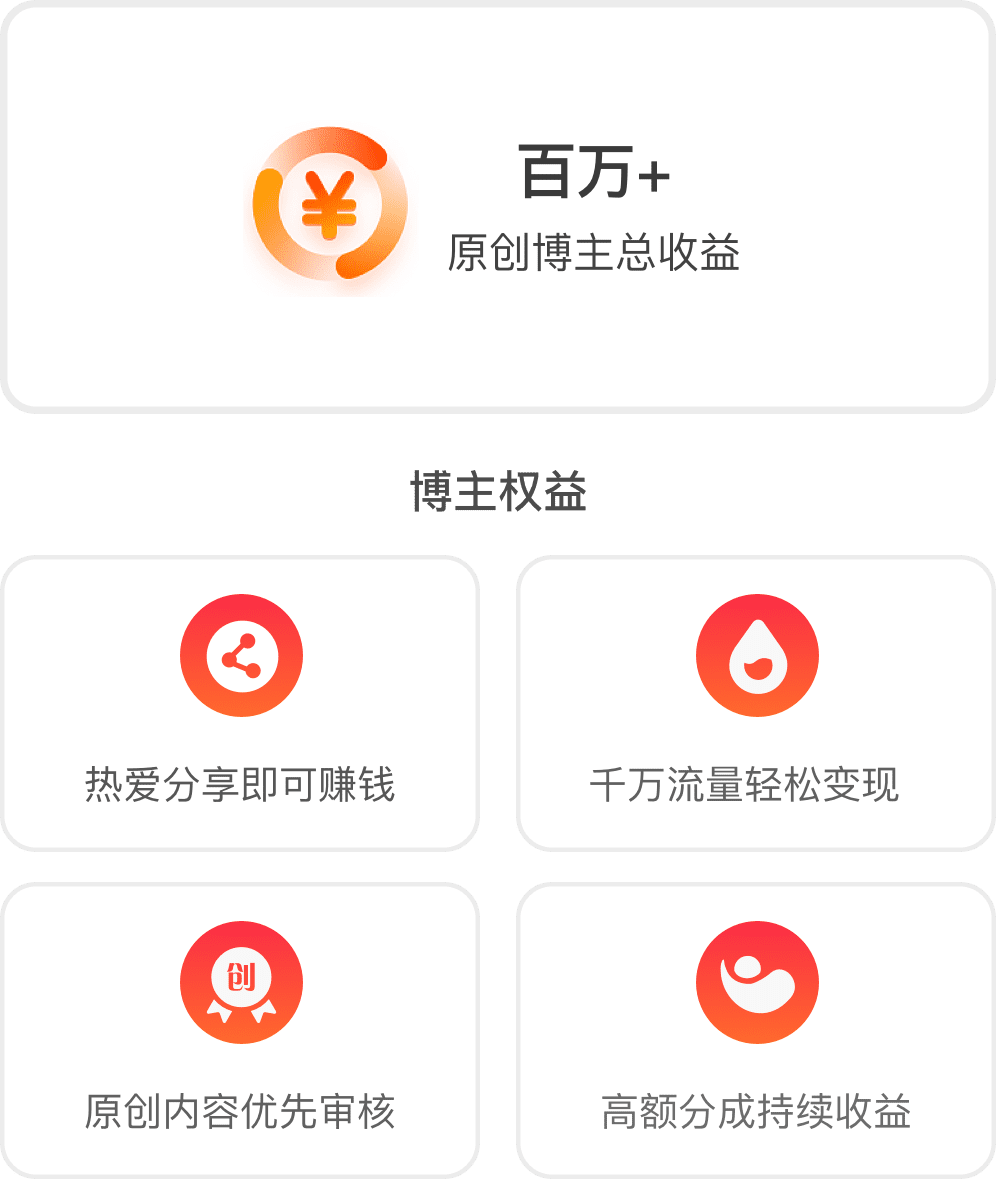 百万+
原创博主总收益
博主权益
热爱分享即可赚钱
千万流量轻松变现
创
原创内容优先审核
高额分成持续收益